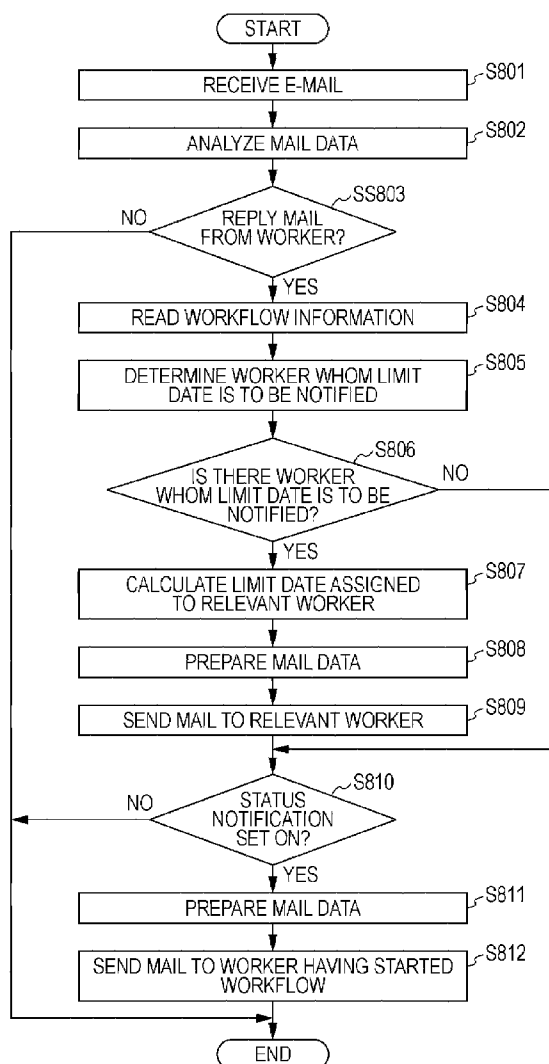 START
RECEIVE E-MAIL
S801
ANALYZE MAIL DATA
S802
REPLY MAIL
FROM WORKER?
SS803
NO
YES
READ WORKFLOW INFORMATION
S804
DETERMINE WORKER WHOM LIMIT
DATE IS TO BE NOTIFIED
S805
IS THERE WORKER
WHOM LIMIT DATE IS TO BE
NOTIFIED?
S806
NO
YES
CALCULATE LIMIT DATE ASSIGNED
TO RELEVANT WORKER
S807
PREPARE MAIL DATA
S808
SEND MAIL TO RELEVANT WORKER
S809
STATUS
NOTIFICATION
SET ON?
S810
NO
YES
PREPARE MAIL DATA
S811
SEND MAIL TO WORKER HAVING STARTED
WORKFLOW
S812
END